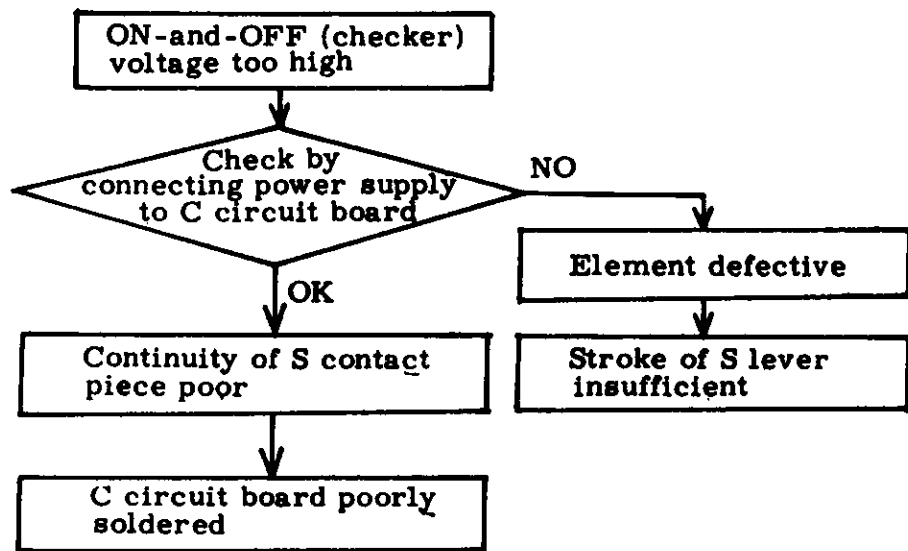 ON-and-OFF (checker)
voltage too high
Check by
connecting power supply
to C circuit board
NO
Element defective
Stroke of S lever
insufficient
OK
Continuity of S contact
piece poor
C circuit board poorly
soldered